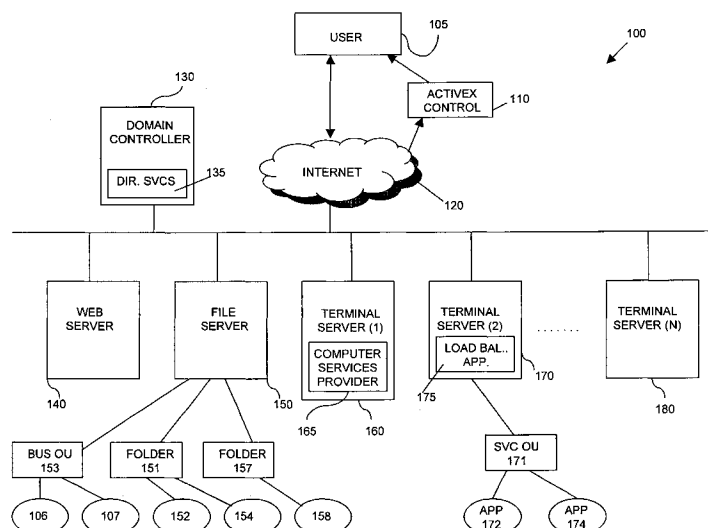 USER
105
100
ACTIVEX
CONTROL
110
130
DOMAIN
CONTROLLER
DIR. SVCS
135
INTERNET
120
WEB
SERVER
140
FILE
SERVER
150
TERMINAL
SERVER (1)
COMPUTER
SERVICES
PROVIDER
165
160
TERMINAL
SERVER (2)
LOAD BAL..
APP.
175
170
.......
TERMINAL
SERVER (N)
180
BUS OU
153
FOLDER
151
FOLDER
157
SVC OU
171
106
107
152
154
158
APP
172
APP
174